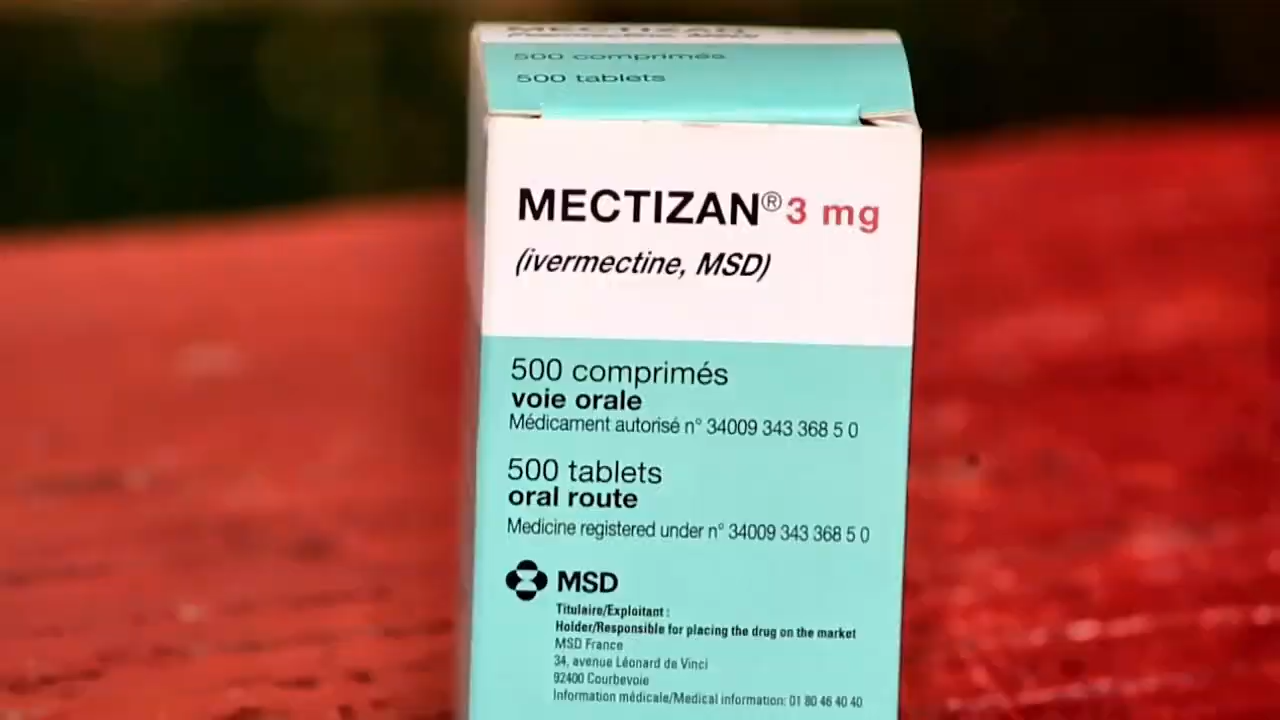 MECTIZAN
500 comprimés
500 tablets
MECTIZAN® 3 mg
(ivermectine, MSD)
500 comprimés
voie orale
Médicament autorisé n° 34009 343 368 5 0
500 tablets
oral route
Medicine registered under n° 34009 343 368 5 0
MSD
Titulaire/Exploitant :
Holder/Responsible for placing the drug on the market
MSD France
34, avenue Léonard de Vinci
92400 Courbevoie
Information médicale/Medical information: 01 80 46 40 40